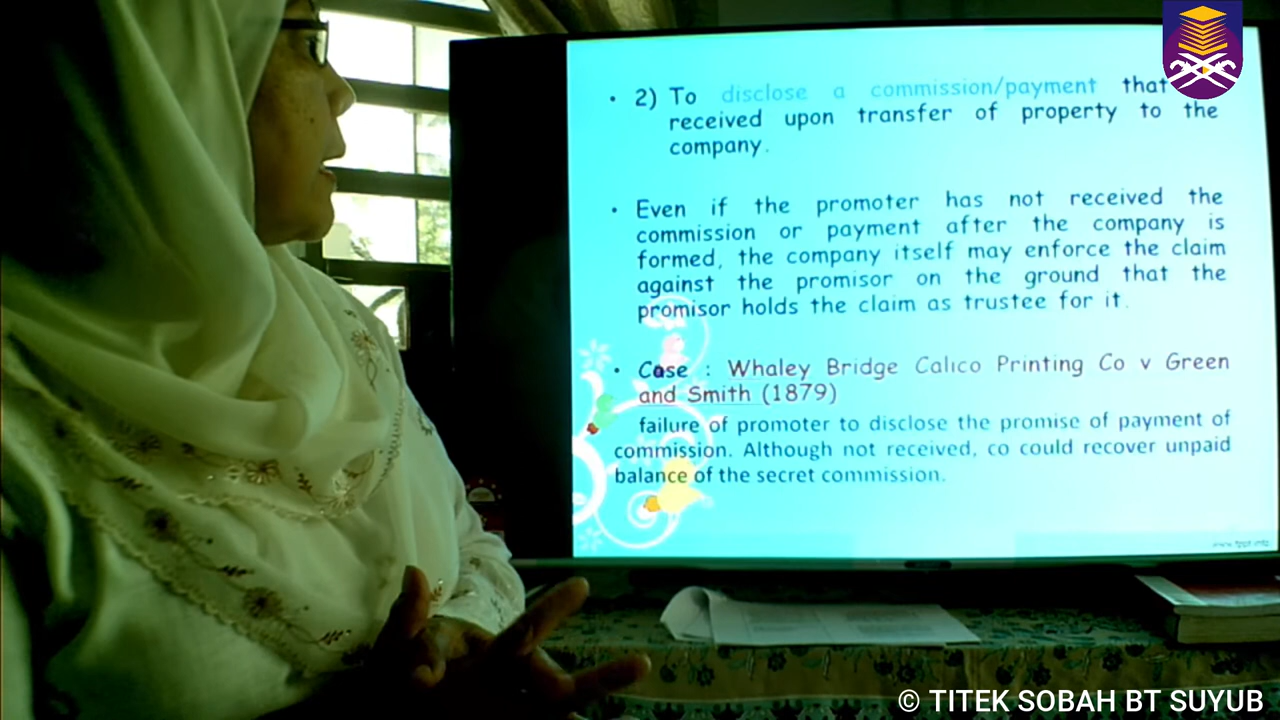 • 2) To disclose a commission/payment that
received upon transfer of property to the
company.
• Even if the promoter has not received the
commission or payment after the company is
formed, the company itself may enforce the claim
against the promisor on the ground that the
promisor holds the claim as trustee for it.
• Case : Whaley Bridge Calico Printing Co v Green
and Smith (1879)
failure of promoter to disclose the promise of payment of
commission. Although not received, co could recover unpaid
balance of the secret commission.
© TITEK SOBAH BT SUYUB